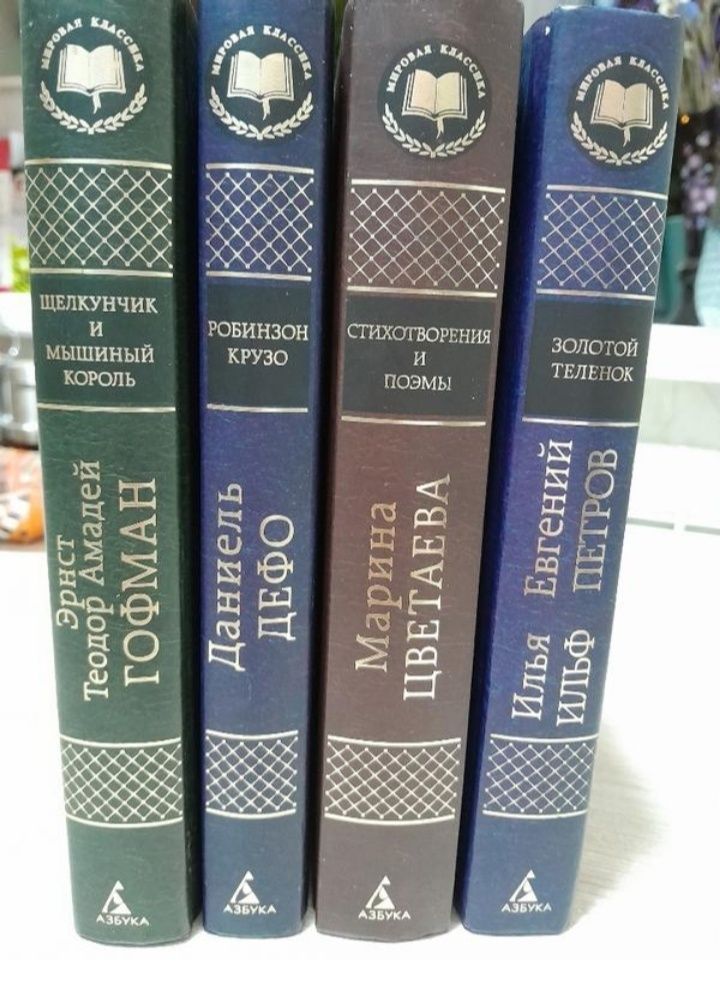 МИРОВАЯ КЛАССИКА
ЩЕЛКУНЧИК
И
МЫШИНЫЙ
КОРОЛЬ
Эрнст
Теодор Амадей
ГОФМАН
АЗБУКА
МИРОВАЯ КЛАССИКА
РОБИНЗОН
КРУЗО
Даниель
ДЕФО
АЗБУКА
МИРОВАЯ КЛАССИКА
СТИХОТВОРЕНИЯ
И
ПОЭМЫ
Марина
ЦВЕТАЕВА
АЗБУКА
МИРОВАЯ КЛАССИКА
ЗОЛОТОЙ
ТЕЛЕНОК
Илья Евгений
ИЛЬФ ПЕТРОВ
АЗБУКА